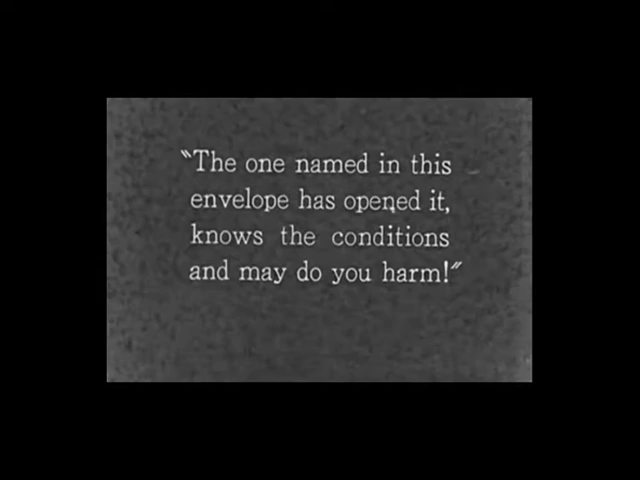 "The one named in this
envelope has opened it,
knows the conditions
and may do you harm!"